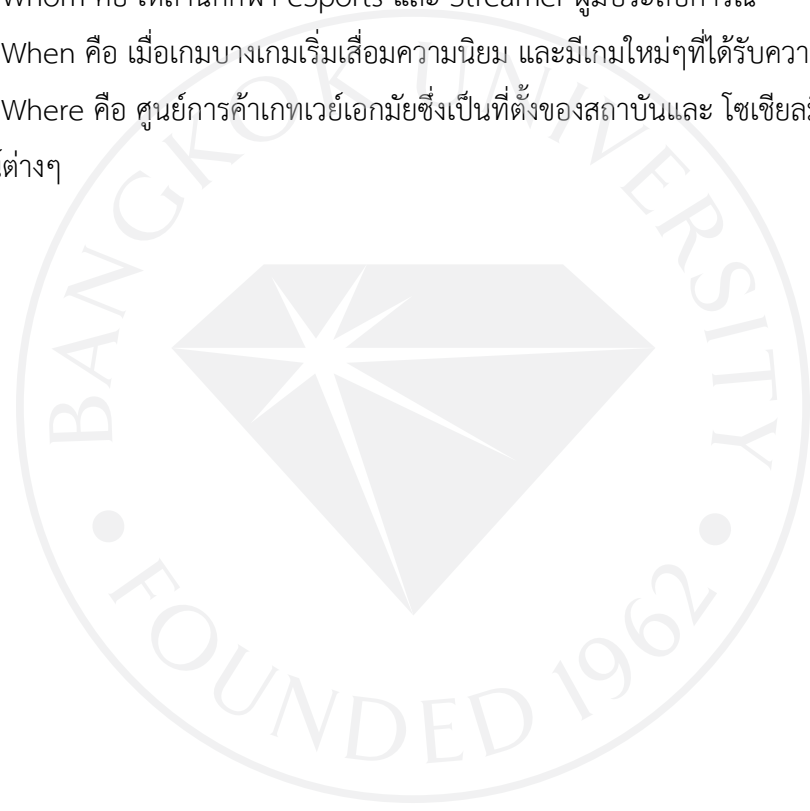 When คือ เมื่อเกมบางเกมเริ่มเสื่อมความนิยม และมีเกมใหม่ๆที่ได้รับควา
Where คือ ศูนย์การค้าเกทเวย์เอกมัยซึ่งเป็นที่ตั้งของสถาบันและ โซเชียล
ต่างๆ
BANGKOK UNIVERSITY
FOUNDED 1962